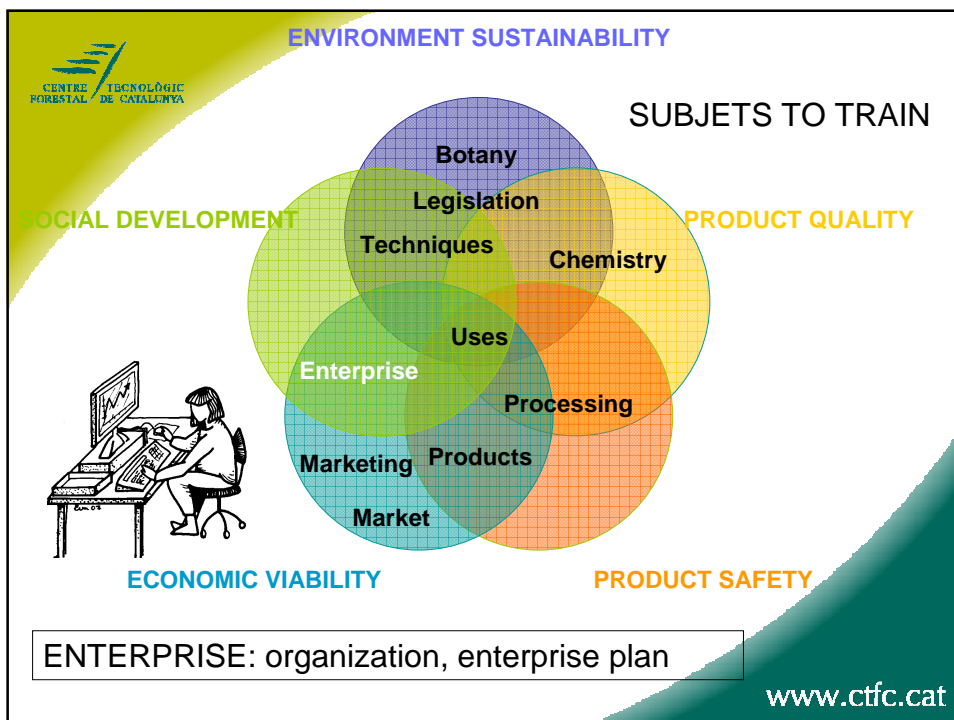 ENVIRONMENT SUSTAINABILITY
CENTRE TECNOLÒGIC
FORESTAL DE CATALUNYA
SUBJETS TO TRAIN
Botany
Legislation
SOCIAL DEVELOPMENT
PRODUCT QUALITY
Techniques
Chemistry
Uses
Enterprise
Processing
Marketing
Products
Market
ECONOMIC VIABILITY
PRODUCT SAFETY
ENTERPRISE: organization, enterprise plan
www.ctfc.cat